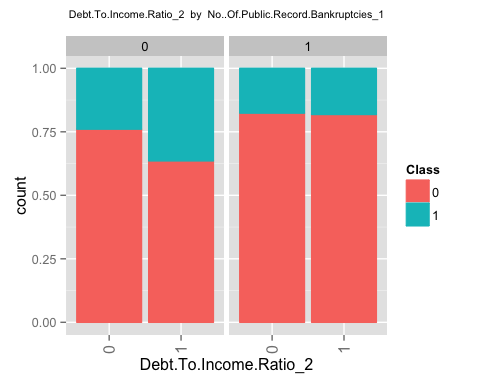 Debt.To.Income.Ratio_2 by No..Of.Public.Record.Bankruptcies_1
0 1
1.00
0.75
0.50
0.25
0.00
count
0 1 0 1
Debt.To.Income.Ratio_2
Class
0
1